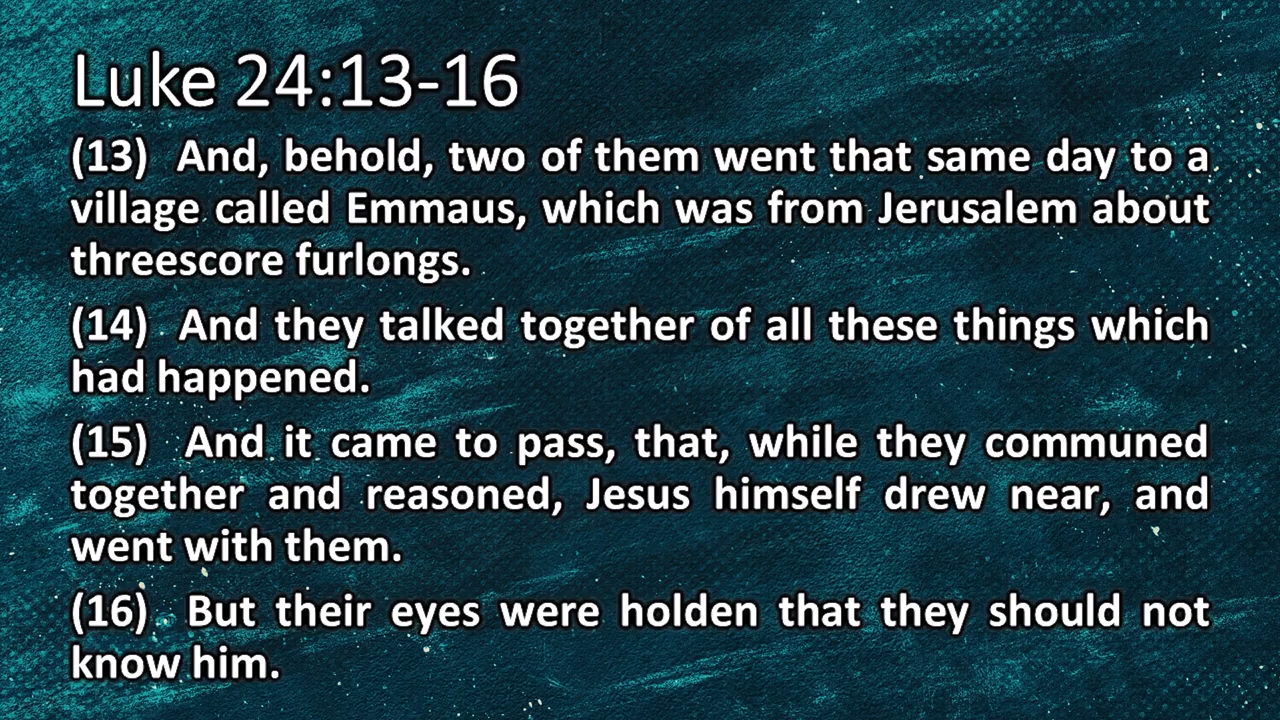 Luke 24:13-16
(13) And, behold, two of them went that same day to a
village called Emmaus, which was from Jerusalem about
threescore furlongs.
(14) And they talked together of all these things which
had happened.
(15) And it came to pass, that, while they communed
together and reasoned, Jesus himself drew near, and
went with them.
(16) But their eyes were holden that they should not
know him.